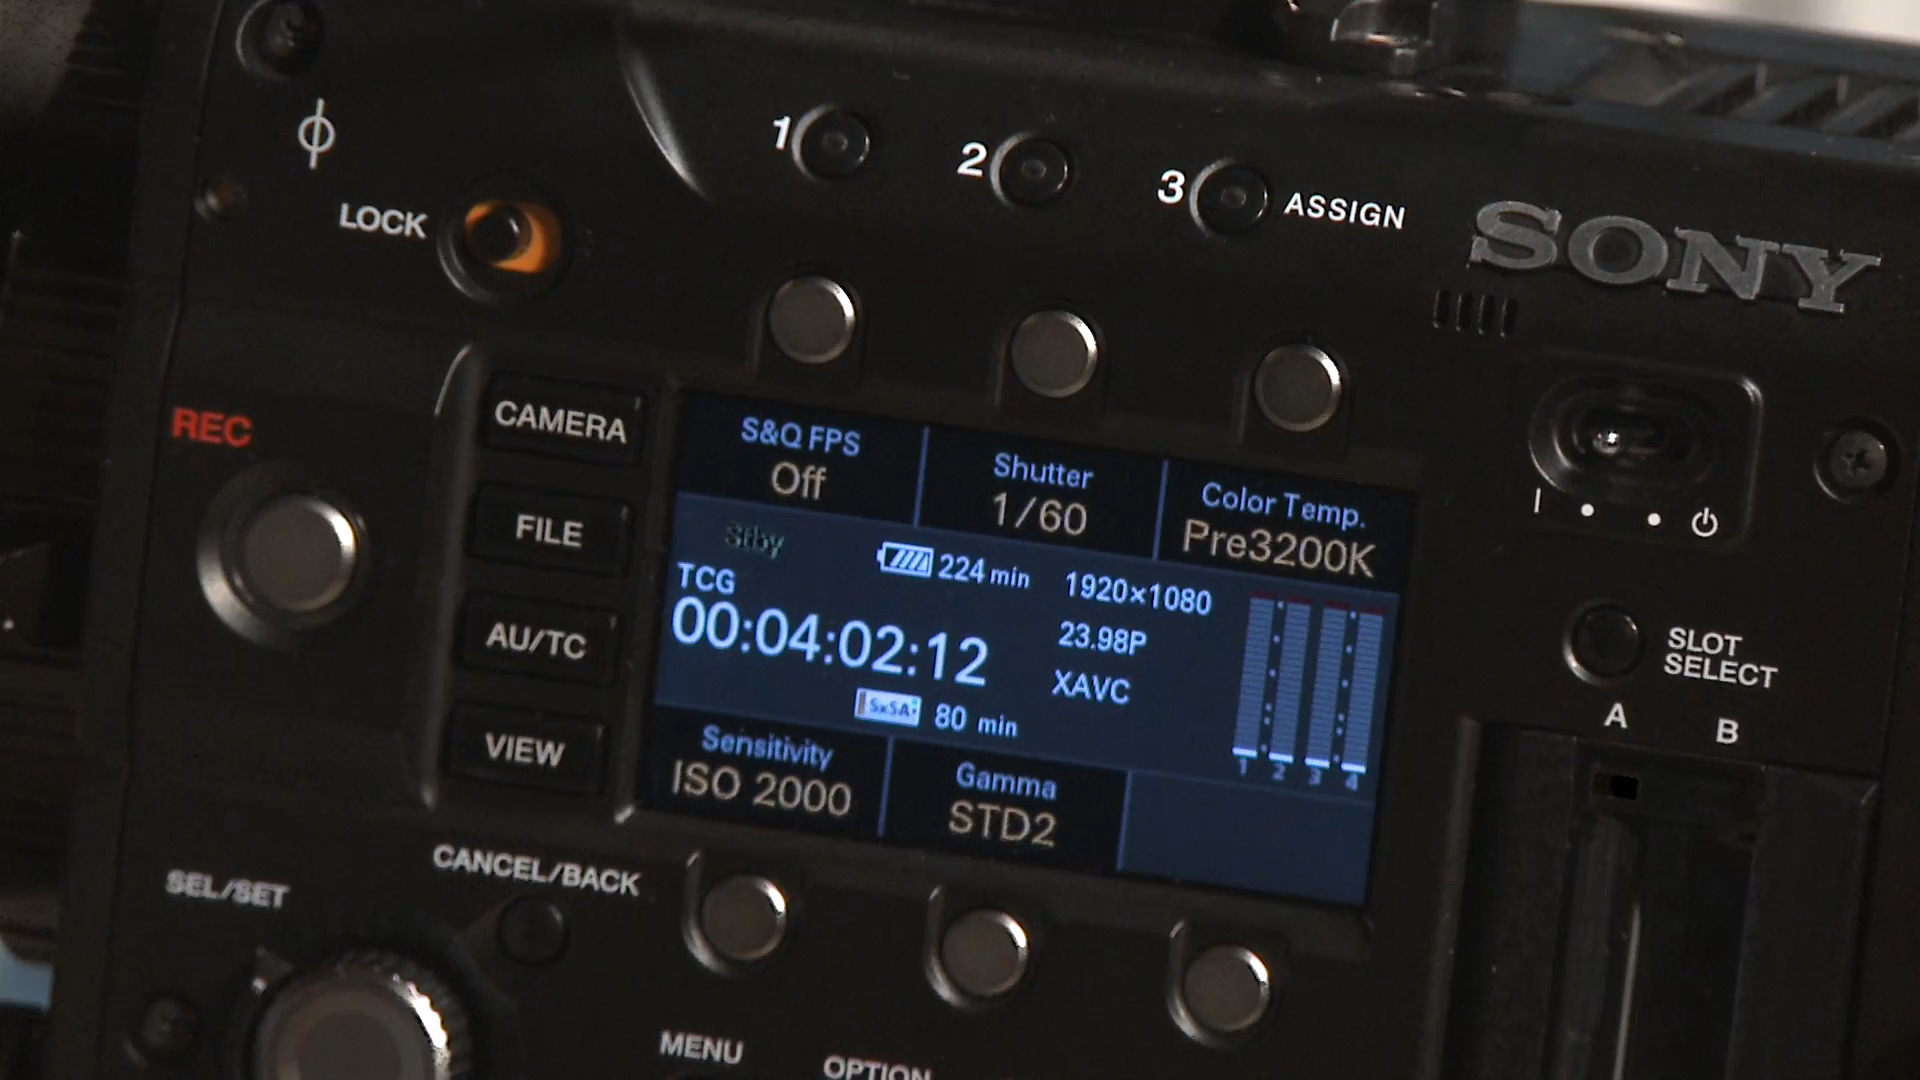 1
2
3 ASSIGN
LOCK
SONY
REC
CAMERA
FILE
AU/TC
VIEW
S&Q FPS
Off
Shutter
1/60
Color Temp.
Pre3200K
Stby
224 min
1920×1080
TCG
00:04:02:12
23.98P
XAVC
SxSA
80 min
1 2 3 4
Sensitivity
ISO 2000
Gamma
STD2
SLOT
SELECT
A B
CANCEL/BACK
SEL/SET
MENU
OPTION